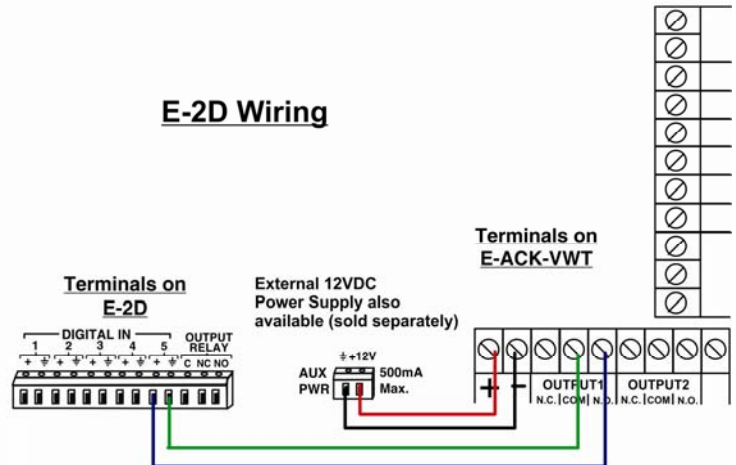 E-2D Wiring
Terminals on
E-ACK-VWT
Terminals on
E-2D
External 12VDC
Power Supply also
available (sold separately)
DIGITAL IN
OUTPUT
RELAY
1 2 3 4 5
+ ⏚ + ⏚ + ⏚ + ⏚ + ⏚ C NC NO
⏚ +12V
AUX
PWR
500mA
Max.
+ −
OUTPUT1 OUTPUT2
N.C. COM N.O. N.C. COM N.O.